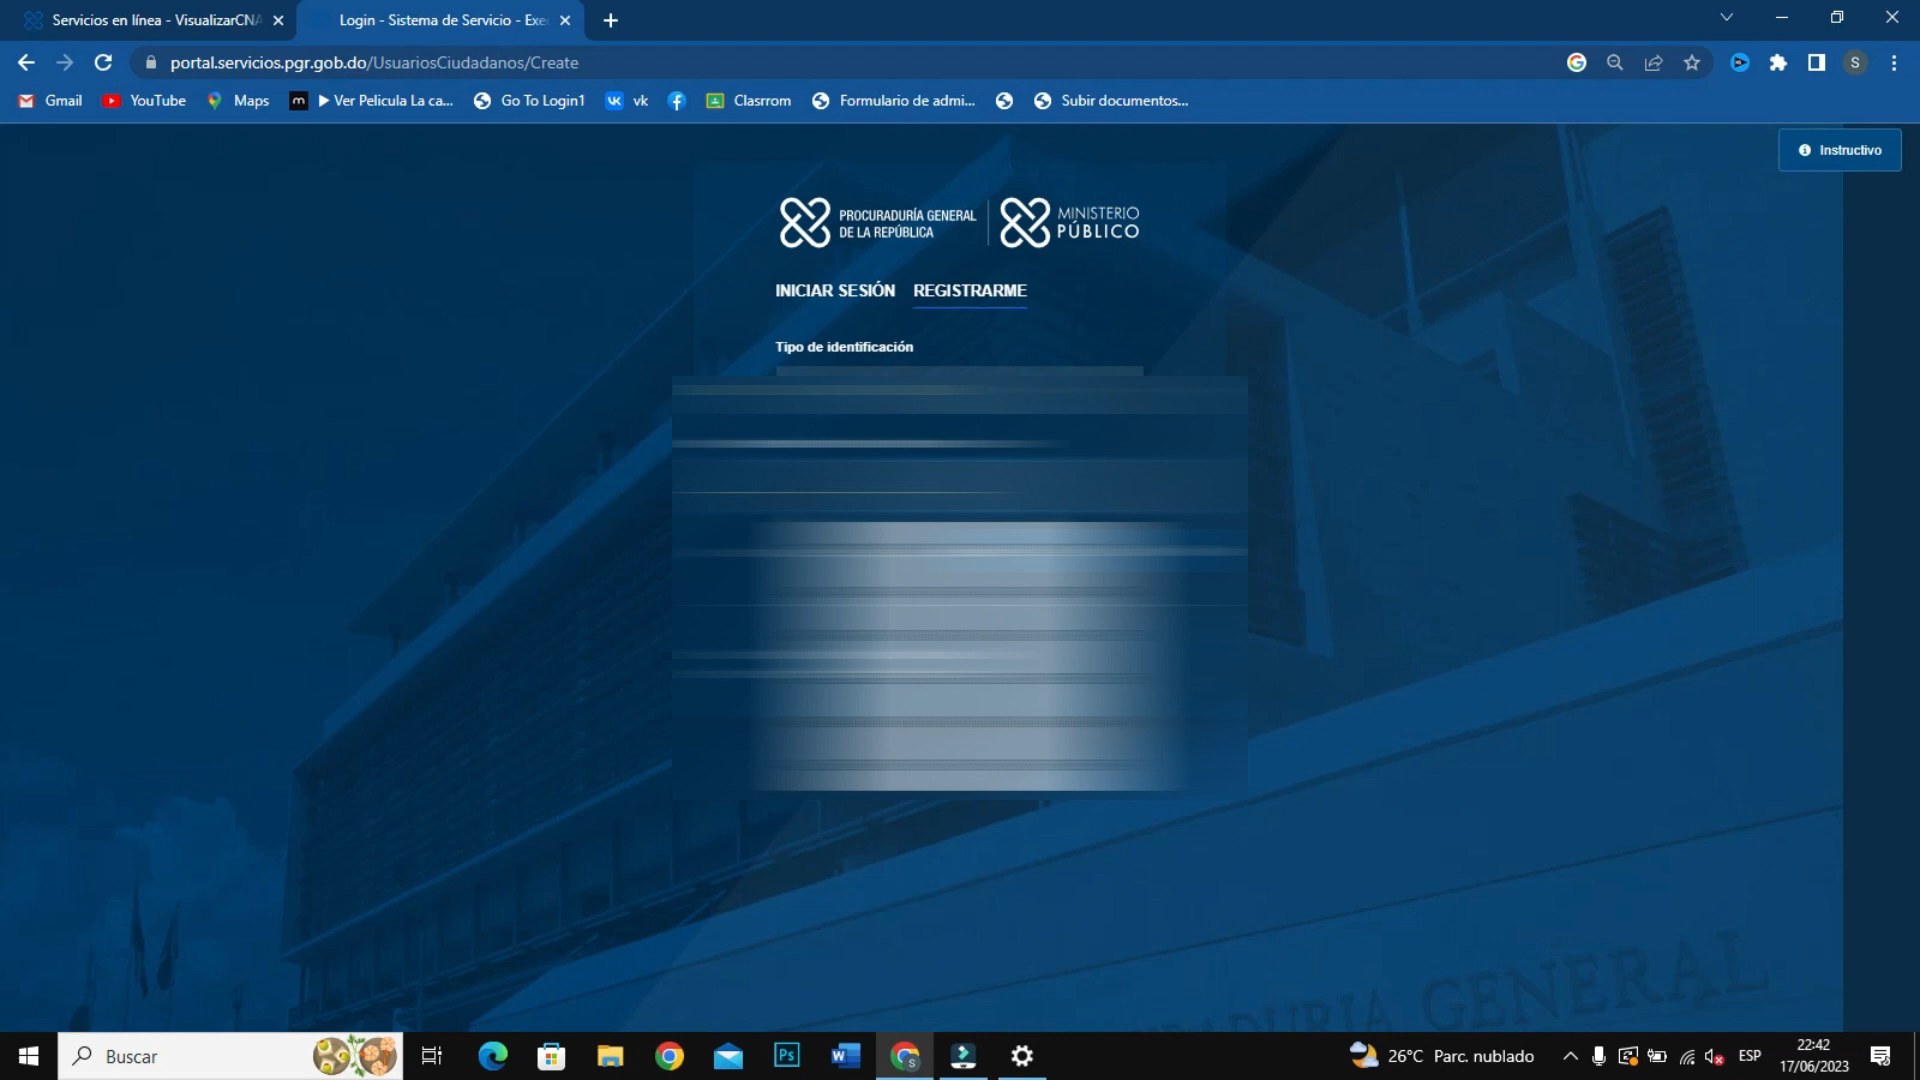 Servicios en línea - VisualizarCNA
Login - Sistema de Servicio - Exe
portal.servicios.pgr.gob.do/UsuariosCiudadanos/Create
S
Gmail
YouTube
Maps
m
Ver Pelicula La ca...
Go To Login1
vk
Clasrrom
Formulario de admi...
Subir documentos...
Instructivo
PROCURADURÍA GENERAL
DE LA REPÚBLICA
MINISTERIO
PÚBLICO
INICIAR SESIÓN REGISTRARME
Tipo de identificación
GENERAL
Buscar
Ps
W
S
26°C Parc. nublado
ESP
22:42
17/06/2023